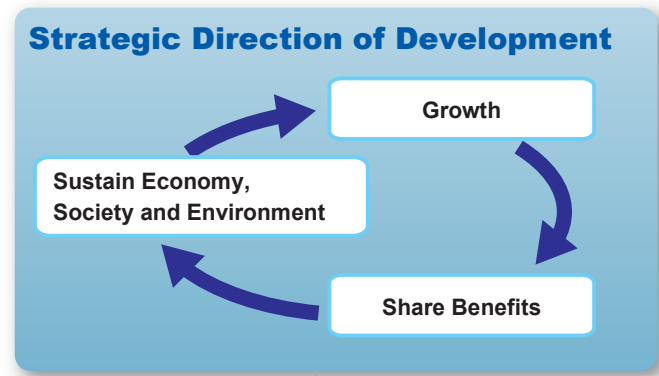 Strategic Direction of Development
Growth
Sustain Economy,
Society and Environment
Share Benefits